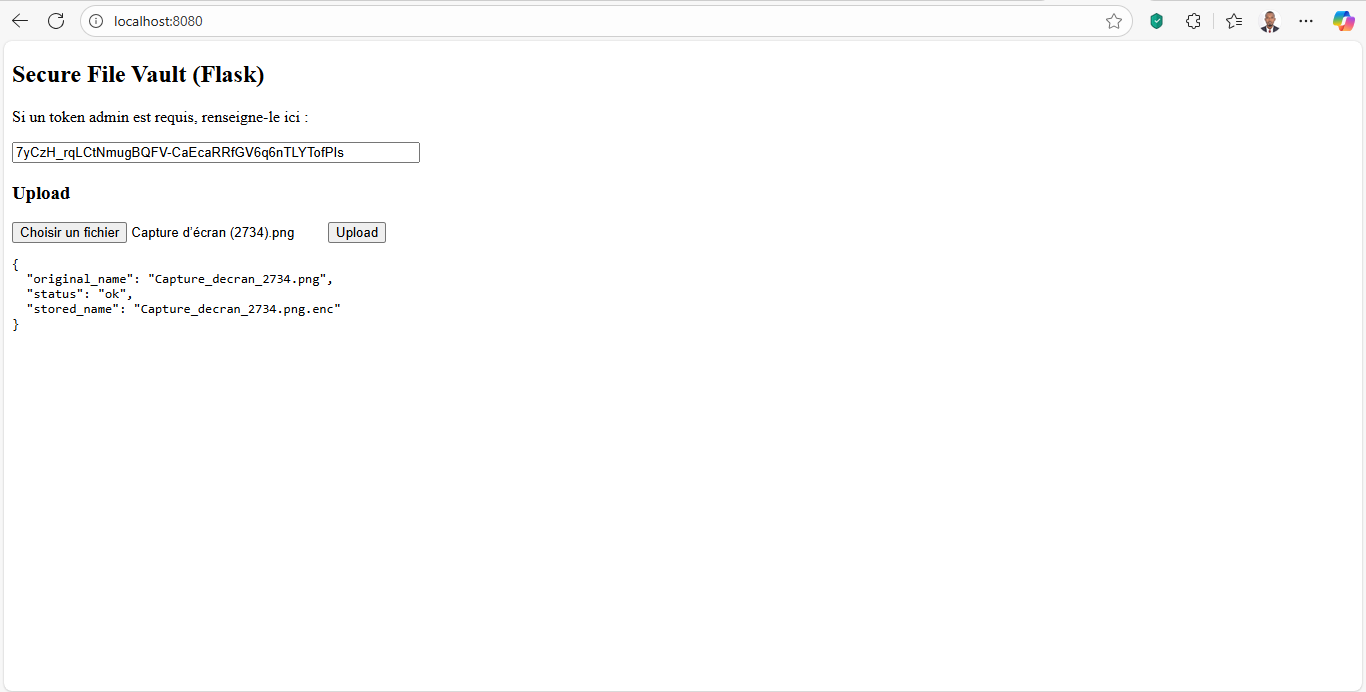 localhost:8080
Secure File Vault (Flask)
Si un token admin est requis, renseigne-le ici :
7yCzH_rqLCtNmugBQFV-CaEcaRRfGV6q6nTLYTofPIs
Upload
Choisir un fichier Capture d’écran (2734).png Upload
{
"original_name": "Capture_decran_2734.png",
"status": "ok",
"stored_name": "Capture_decran_2734.png.enc"
}